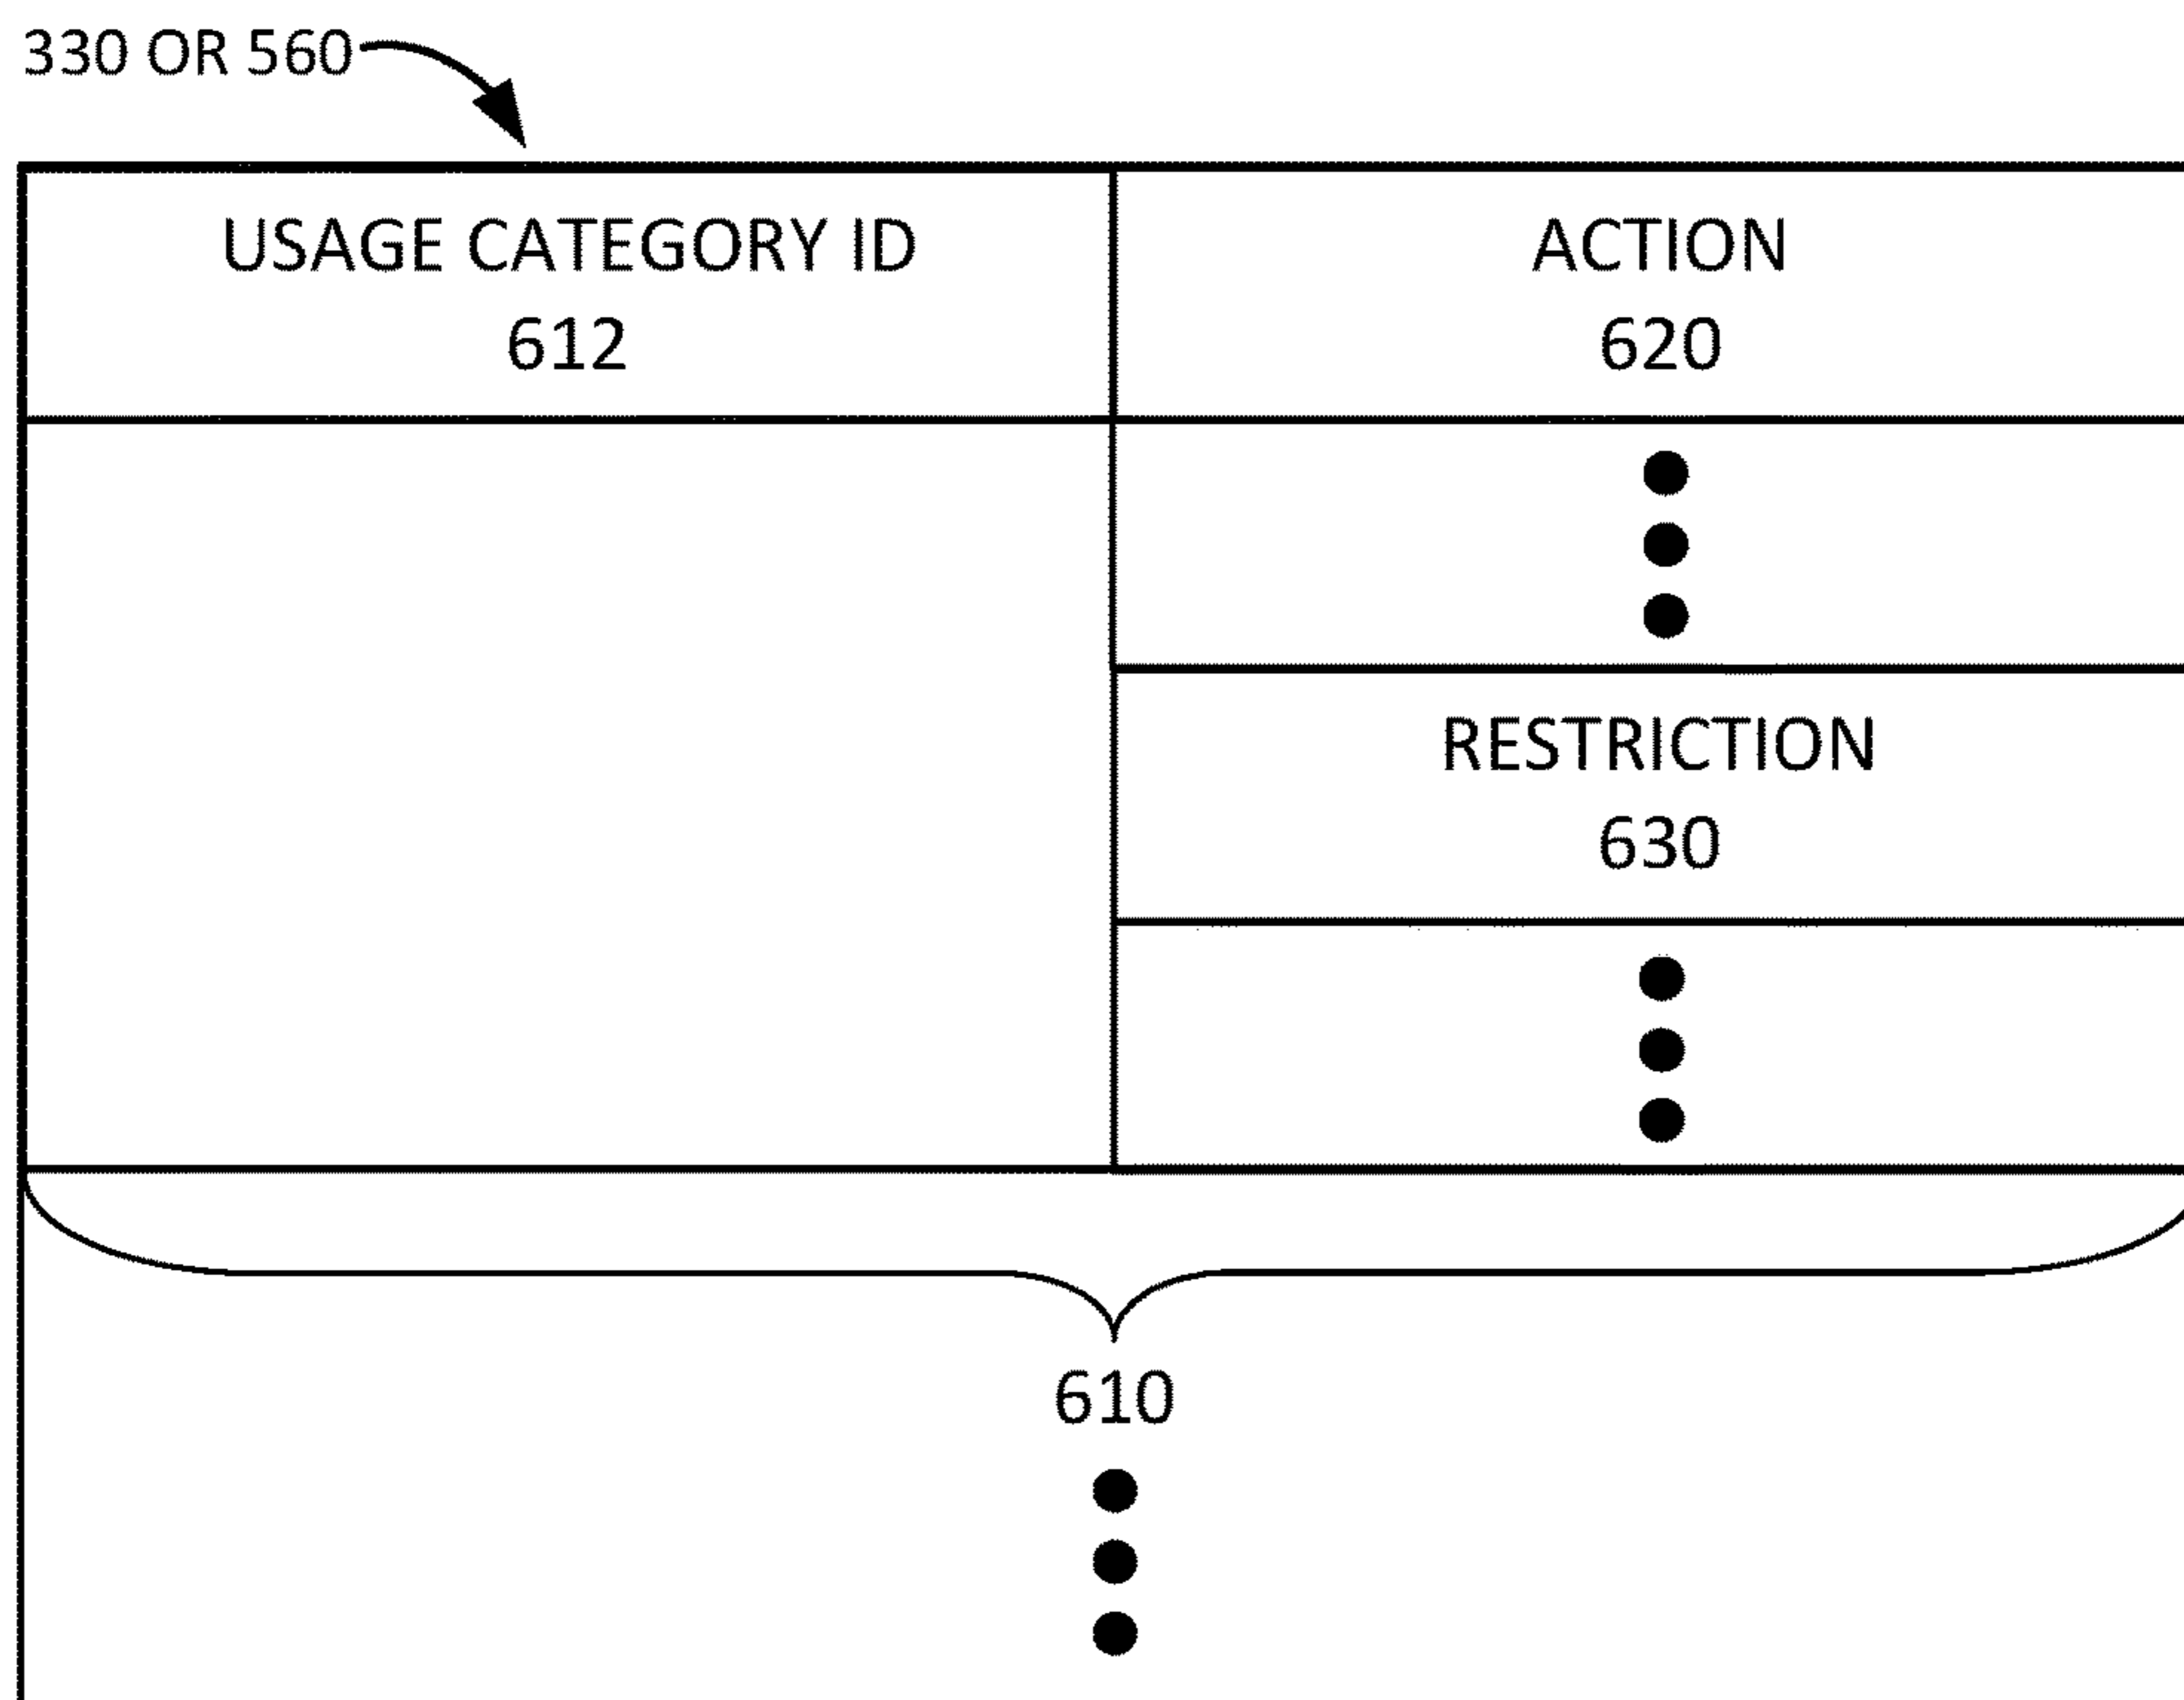 330 OR 560
USAGE CATEGORY ID
612
ACTION
620
RESTRICTION
630
610